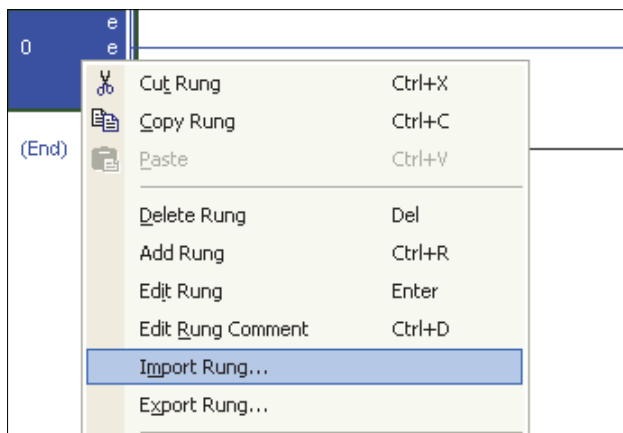 e
0 e
Cut Rung Ctrl+X
Copy Rung Ctrl+C
(End)
Paste Ctrl+V
Delete Rung Del
Add Rung Ctrl+R
Edit Rung Enter
Edit Rung Comment Ctrl+D
Import Rung...
Export Rung...